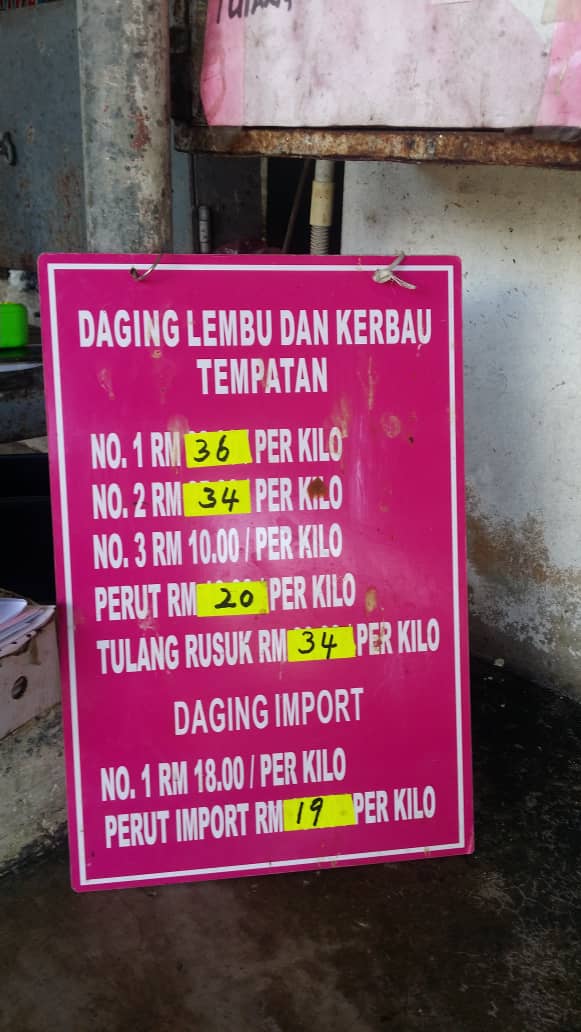 DAGING LEMBU DAN KERBAU
TEMPATAN
NO. 1 RM 36 PER KILO
NO. 2 RM 34 PER KILO
NO. 3 RM 10.00 / PER KILO
PERUT RM 20 PER KILO
TULANG RUSUK RM 34 PER KILO
DAGING IMPORT
NO. 1 RM 18.00 / PER KILO
PERUT IMPORT RM 19 PER KILO